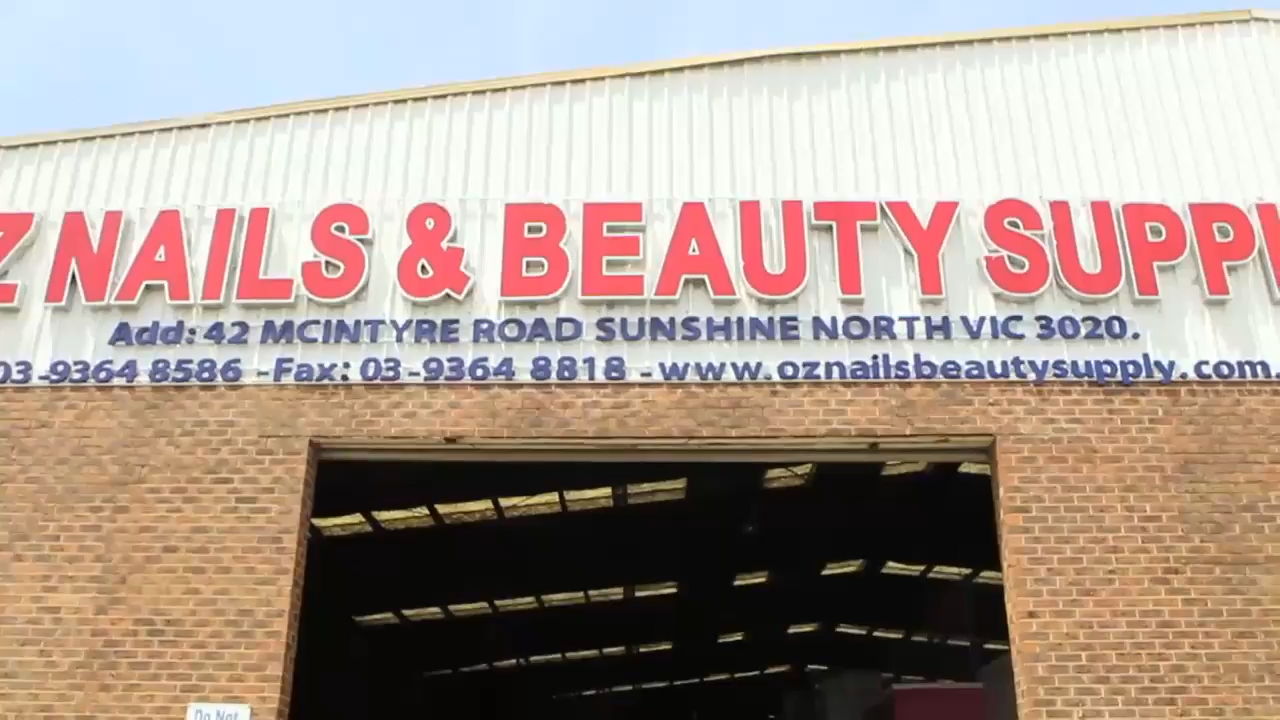 Z NAILS & BEAUTY SUPPL
Add: 42 MCINTYRE ROAD SUNSHINE NORTH VIC 3020.
03-9364 8586 -Fax: 03-9364 8818 -www.oznailsbeautysupply.com.
Do Not